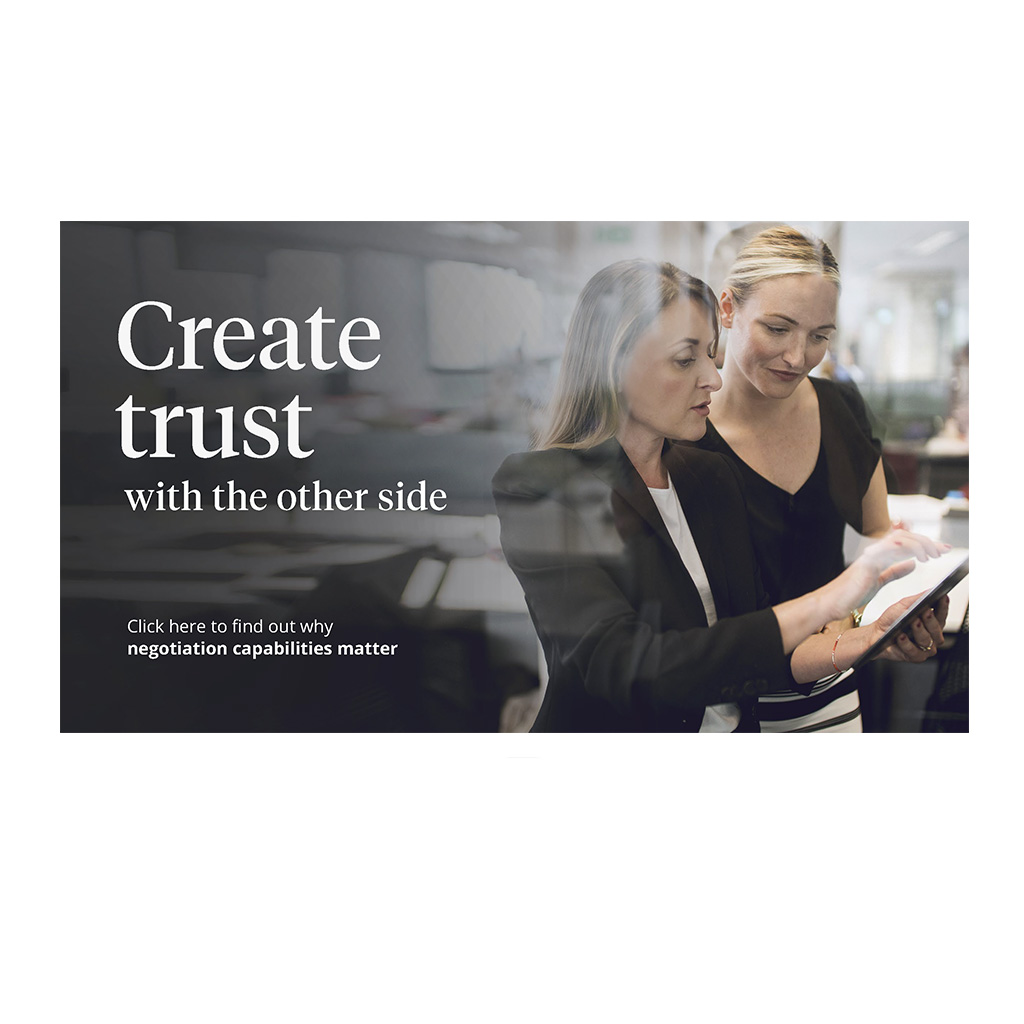 Create
trust
with the other side
Click here to find out why
negotiation capabilities matter